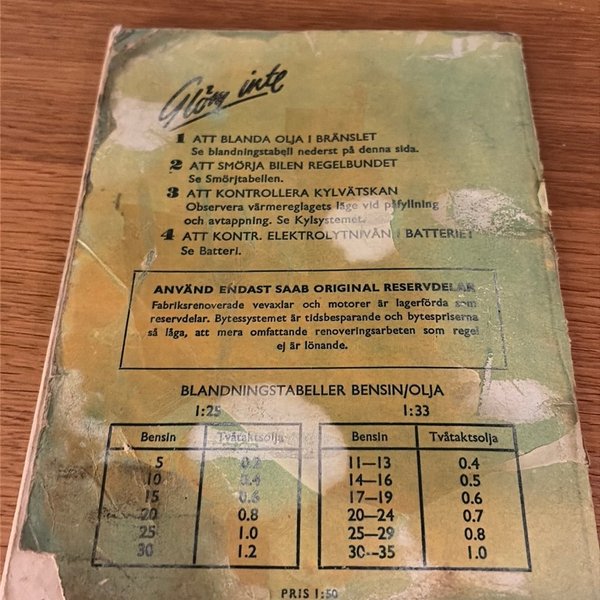 Glöm inte
1 ATT BLANDA OLJA I BRÄNSLET
Se blandningstabell nederst på denna sida.
2 ATT SMÖRJA BILEN REGELBUNDET
Se Smörjtabellen.
3 ATT KONTROLLERA KYLVÄTSKAN
Observera värmereglagets läge vid påfyllning
och avtappning. Se Kylsystemet.
4 ATT KONTR. ELEKTROLYTNIVÅN I BATTERIET
Se Batteri.
ANVÄND ENDAST SAAB ORIGINAL RESERVDELAR
Fabriksrenoverade vevaxlar och motorer är lagerförda som
reservdelar. Bytessystemet är tidsbesparande och bytespriserna
så låga, att mera omfattande renoveringsarbeten som regel
ej är lönande.
BLANDNINGSTABELLER BENSIN/OLJA
1:25 1:33
Bensin Tvåtaktsolja Bensin Tvåtaktsolja
5 0.2 11—13 0.4
10 0.4 14—16 0.5
15 0.6 17—19 0.6
20 0.8 20—24 0.7
25 1.0 25—29 0.8
30 1.2 30—35 1.0
PRIS 1:50